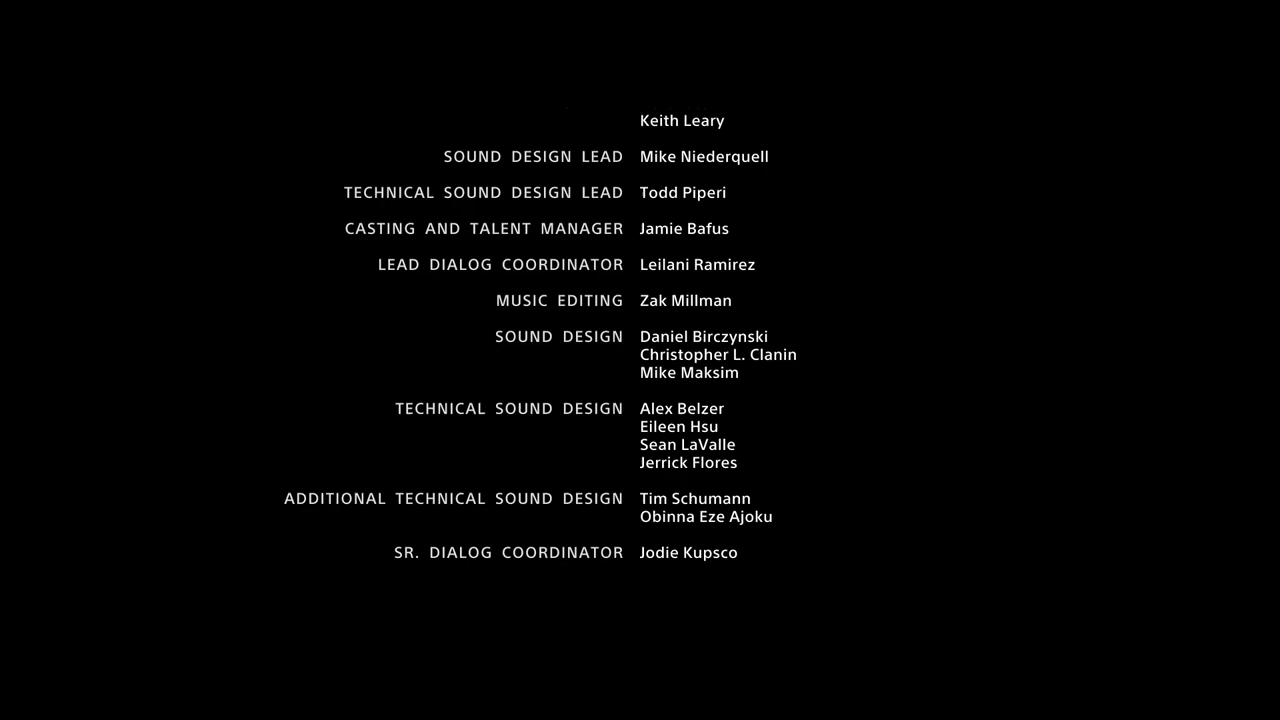 Keith Leary
SOUND DESIGN LEAD Mike Niederquell
TECHNICAL SOUND DESIGN LEAD Todd Piperi
CASTING AND TALENT MANAGER Jamie Bafus
LEAD DIALOG COORDINATOR Leilani Ramirez
MUSIC EDITING Zak Millman
SOUND DESIGN Daniel Birczynski
Christopher L. Clanin
Mike Maksim
TECHNICAL SOUND DESIGN Alex Belzer
Eileen Hsu
Sean LaValle
Jerrick Flores
ADDITIONAL TECHNICAL SOUND DESIGN Tim Schumann
Obinna Eze Ajoku
SR. DIALOG COORDINATOR Jodie Kupsco